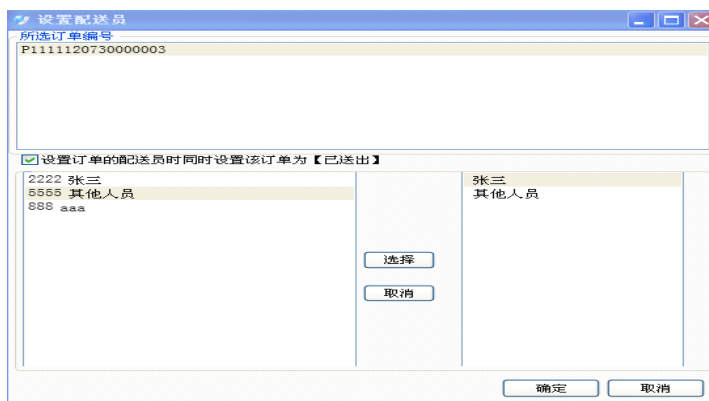 设置配送员
所选订单编号
P1111120730000003
设置订单的配送员时同时设置该订单为【已送出】
2222 张三
5555 其他人员
888 aaa
选择
取消
张三
其他人员
确定
取消